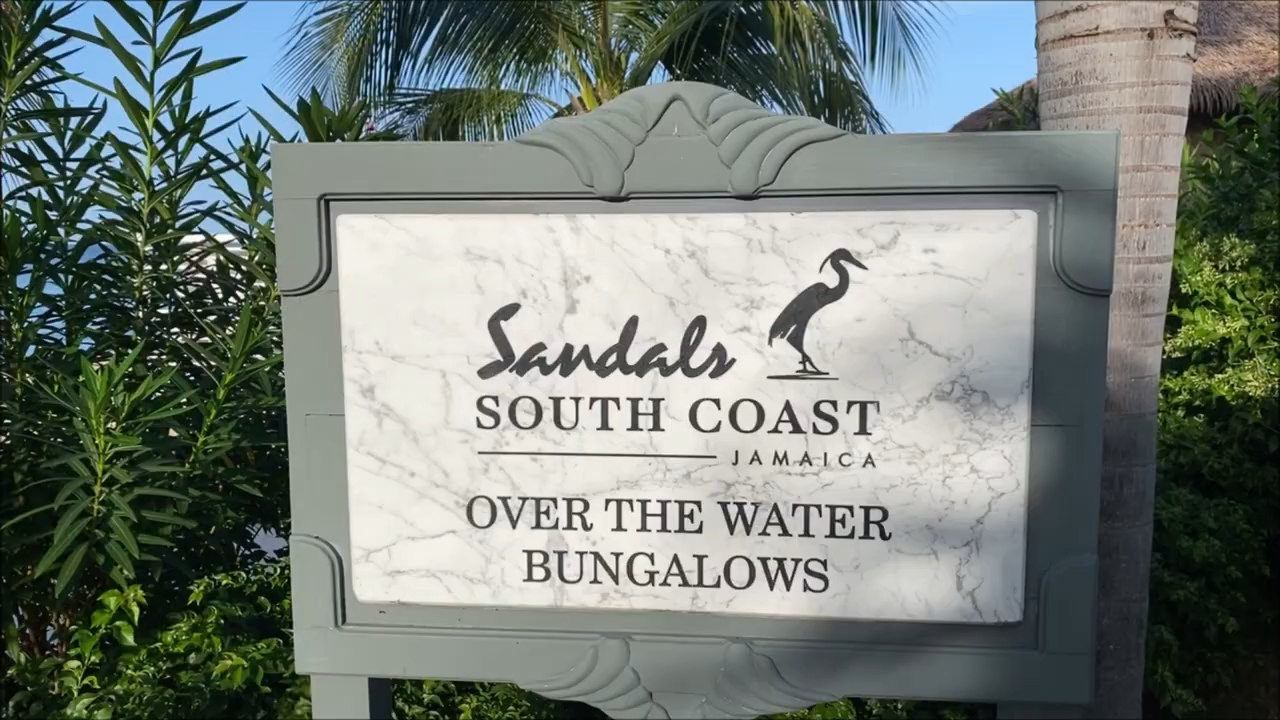 Sandals
SOUTH COAST
JAMAICA
OVER THE WATER
BUNGALOWS